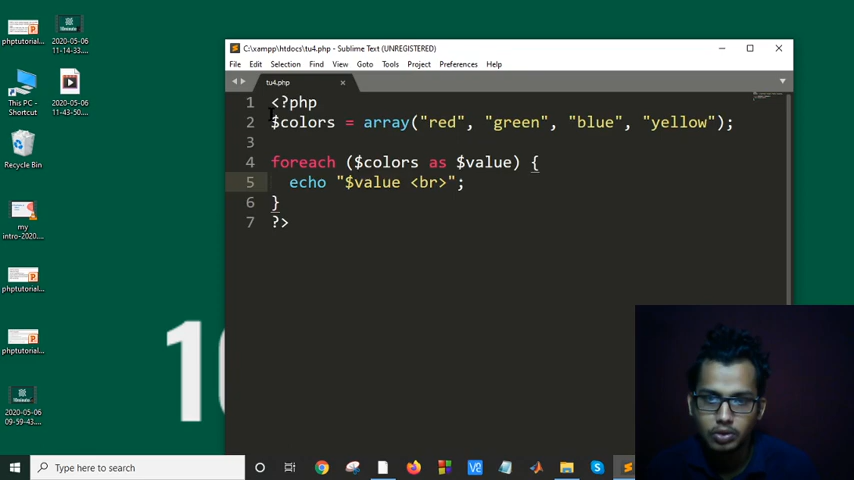 C:\xampp\htdocs\tu4.php - Sublime Text (UNREGISTERED)
File Edit Selection Find View Goto Tools Project Preferences Help
tu4.php
1 <?php
2 $colors = array("red", "green", "blue", "yellow");
3
4 foreach ($colors as $value) {
5 echo "$value <br>";
6 }
7 ?>
phptutorial...
2020-05-06
11-14-33....
This PC -
Shortcut
2020-05-06
11-43-50....
Recycle Bin
my
intro-2020....
phptutorial...
phptutorial...
2020-05-06
09-59-43....
10
Type here to search